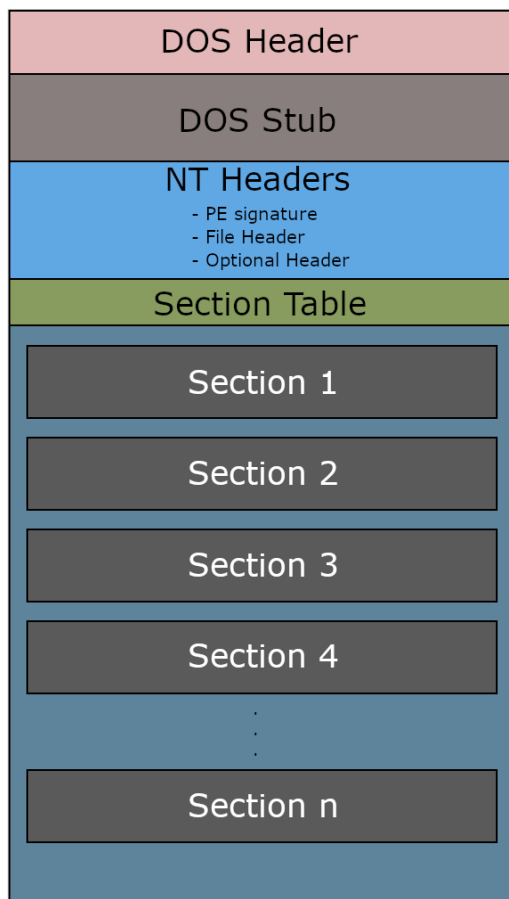 DOS Header
DOS Stub
NT Headers
- PE signature
- File Header
- Optional Header
Section Table
Section 1
Section 2
Section 3
Section 4
.
.
.
Section n